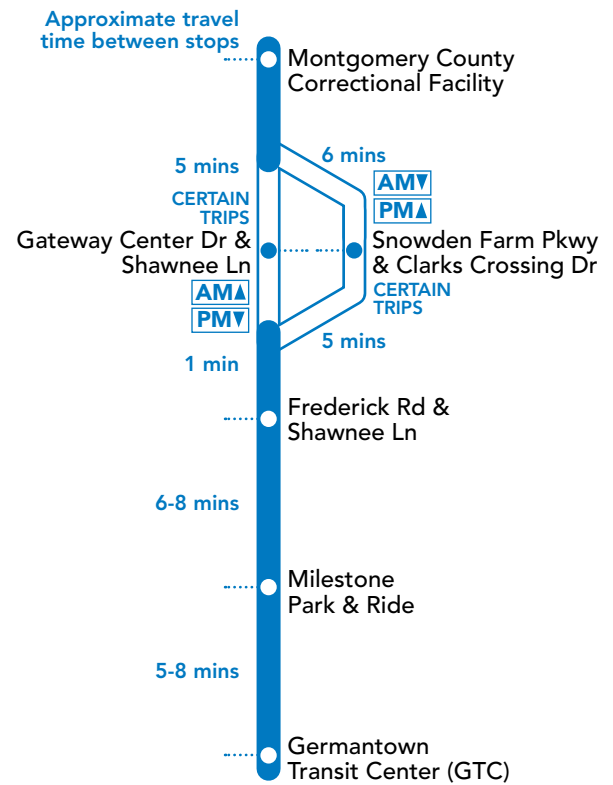 Approximate travel
time between stops
Montgomery County
Correctional Facility
5 mins
6 mins
CERTAIN
TRIPS
AM▼
PM▲
Gateway Center Dr &
Shawnee Ln
Snowden Farm Pkwy
& Clarks Crossing Dr
AM▲
PM▼
CERTAIN
TRIPS
5 mins
1 min
Frederick Rd &
Shawnee Ln
6-8 mins
Milestone
Park & Ride
5-8 mins
Germantown
Transit Center (GTC)